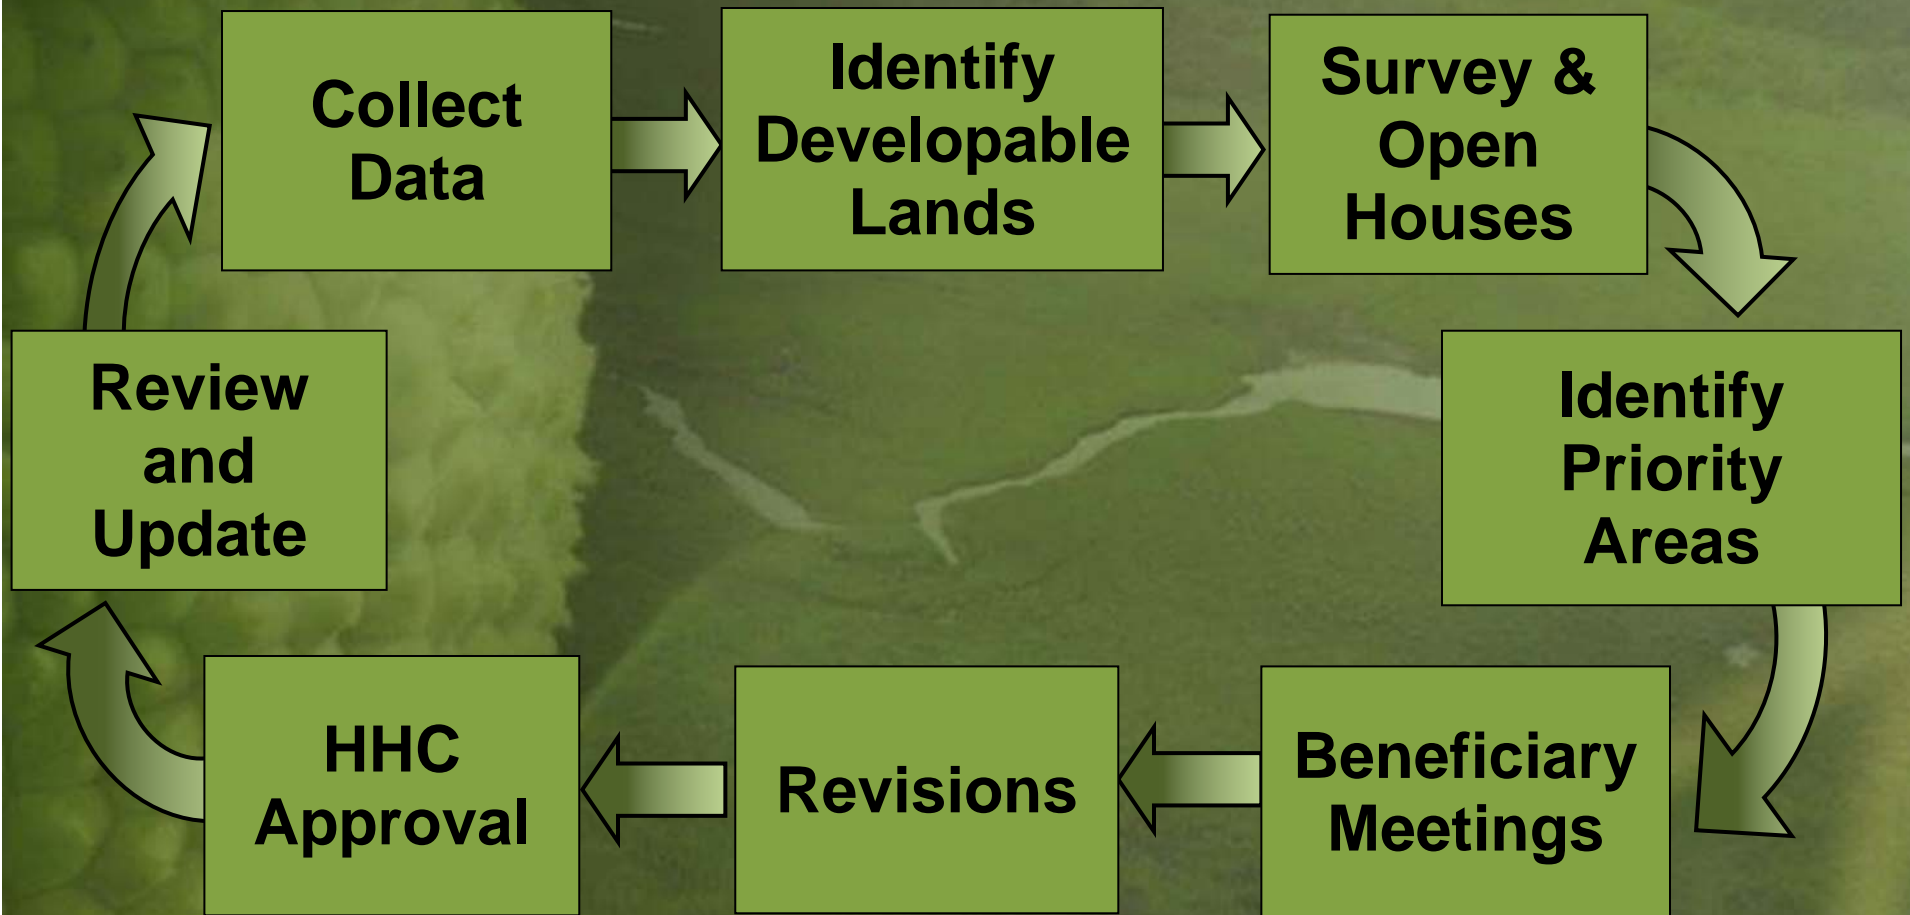 Collect
Data
Identify
Developable
Lands
Survey &
Open
Houses
Identify
Priority
Areas
Beneficiary
Meetings
Revisions
HHC
Approval
Review
and
Update